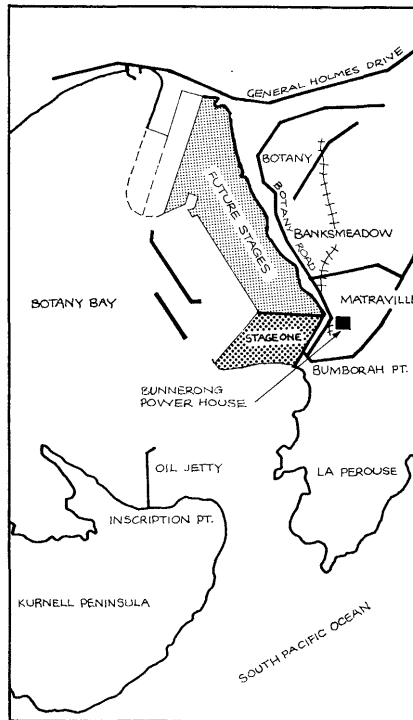 GENERAL HOLMES DRIVE
BOTANY
FUTURE STAGES
BOTANY ROAD
BANKSMEADOW
BOTANY BAY
MATRAVILLE
STAGE ONE
BUMBORAH PT.
BUNNERONG
POWER HOUSE
OIL JETTY
LA PEROUSE
INSCRIPTION PT.
KURNELL PENINSULA
SOUTH PACIFIC OCEAN